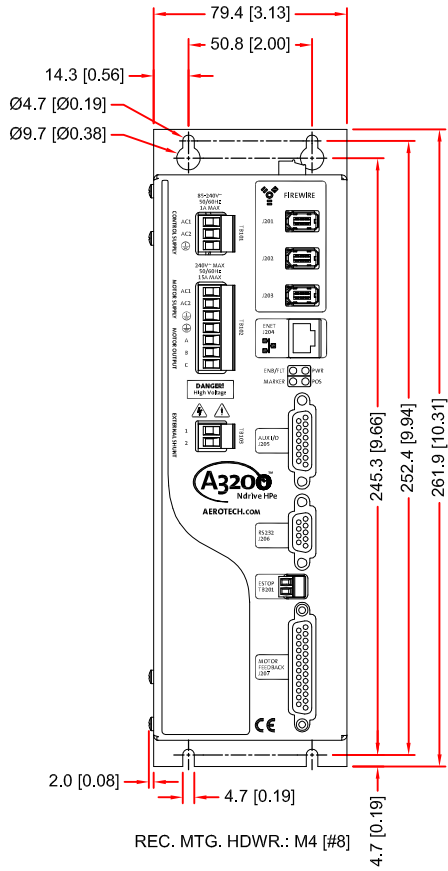 79.4 [3.13]
50.8 [2.00]
14.3 [0.56]
Ø4.7 [Ø0.19]
Ø9.7 [Ø0.38]
85-240V~
50/60HZ
1A MAX
CONTROL SUPPLY
AC1
AC2
TB101
FIREWIRE
J201
J202
J203
240V~ MAX
50/60HZ
15A MAX
MOTOR SUPPLY
AC1
AC2
MOTOR OUTPUT
A
B
C
TB102
ENET
J204
ENB/FLT
PWR
MARKER
POS
DANGER!
High Voltage
EXTERNAL SHUNT
1
2
TB103
AUX I/O
J205
A3200™
Ndrive HPe
AEROTECH.COM
RS232
J206
ESTOP
TB201
MOTOR
FEEDBACK
J207
CE
245.3 [9.66]
252.4 [9.94]
261.9 [10.31]
2.0 [0.08]
4.7 [0.19]
4.7 [0.19]
REC. MTG. HDWR.: M4 [#8]